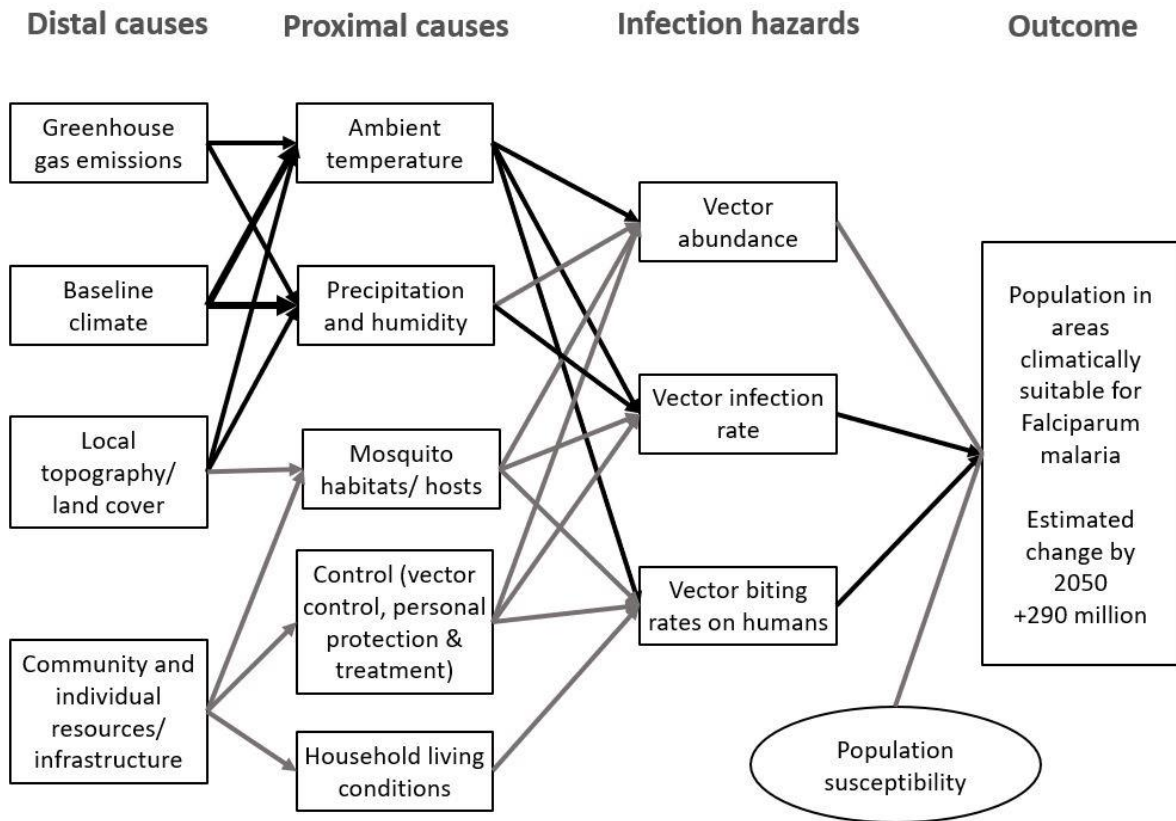 Distal causes
Proximal causes
Infection hazards
Outcome
Greenhouse
gas emissions
Baseline
climate
Local
topography/
land cover
Community and
individual
resources/
infrastructure
Ambient
temperature
Precipitation
and humidity
Mosquito
habitats/ hosts
Control (vector
control, personal
protection &
treatment)
Household living
conditions
Vector
abundance
Vector infection
rate
Vector biting
rates on humans
Population in
areas
climatically
suitable for
Falciparum
malaria
Estimated
change by
2050
+290 million
Population
susceptibility